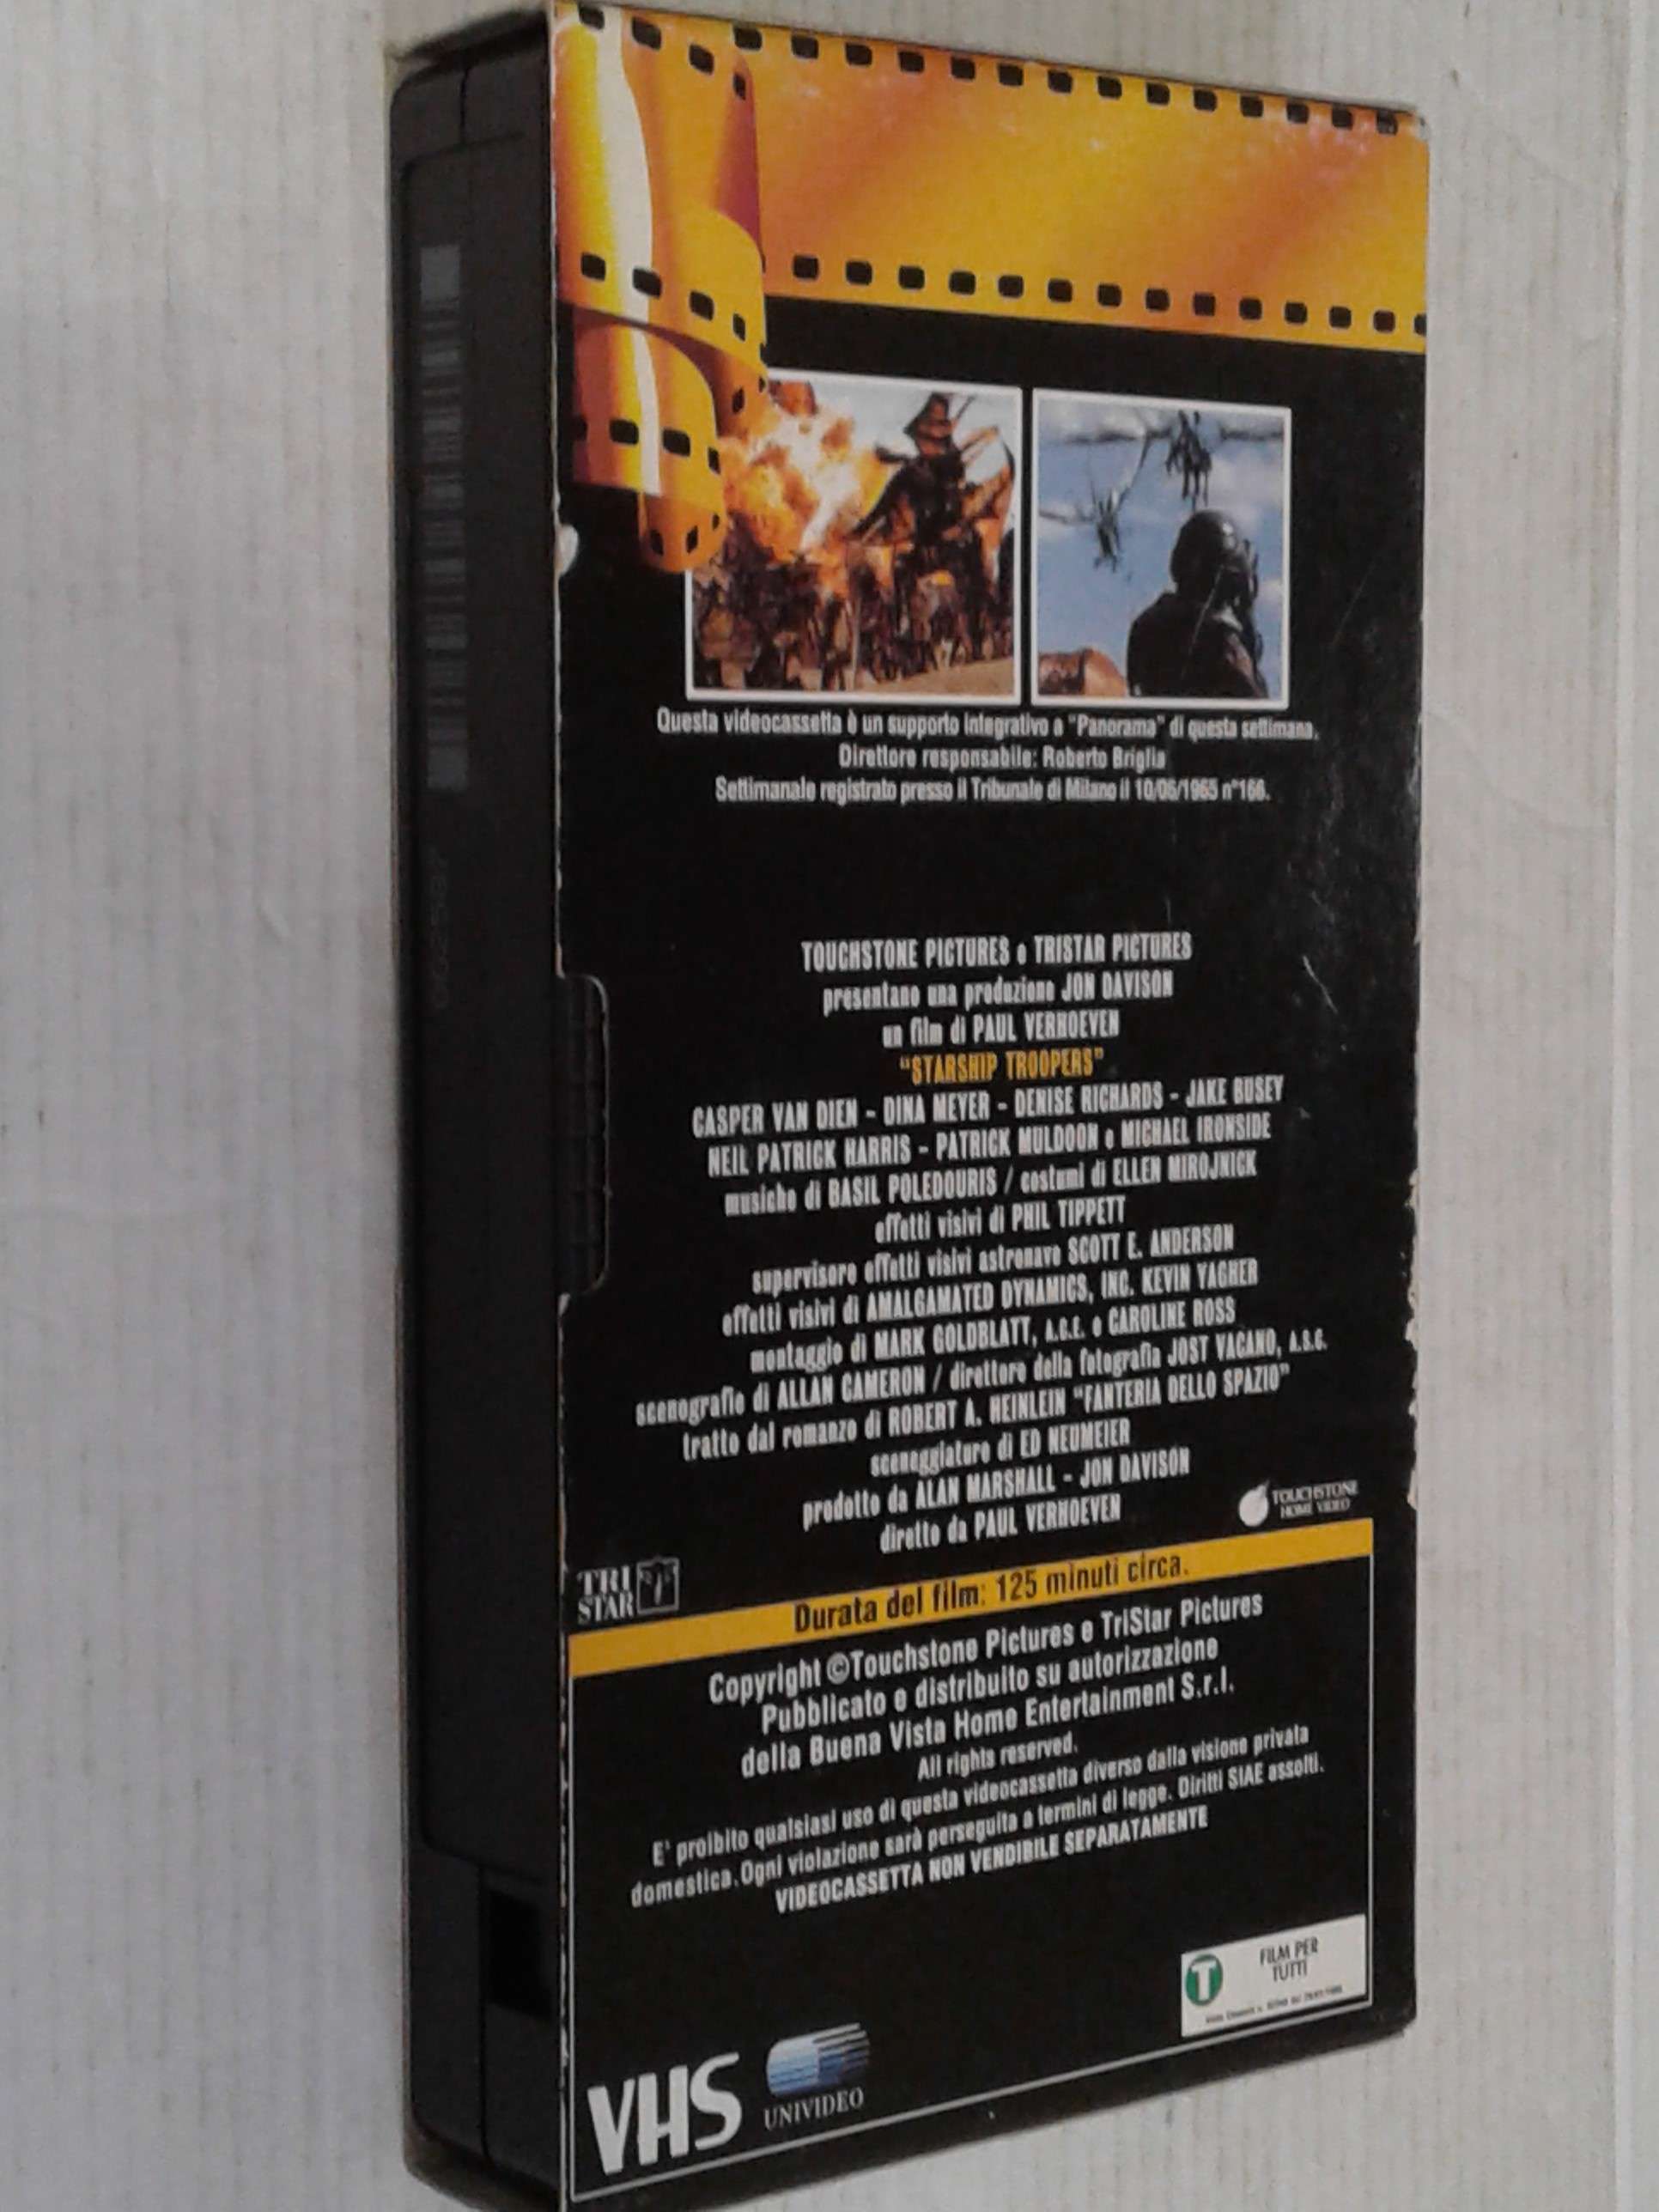 Questa videocassetta è un supporto integrativo a "Panorama" di questa settimana.
Direttore responsabile: Roberto Briglia
Settimanale registrato presso il Tribunale di Milano il 10/06/1965 n°166.
TOUCHSTONE PICTURES e TRISTAR PICTURES
presentano una produzione JON DAVISON
un film di PAUL VERHOEVEN
"STARSHIP TROOPERS"
CASPER VAN DIEN - DINA MEYER - DENISE RICHARDS - JAKE BUSEY
NEIL PATRICK HARRIS - PATRICK MULDOON e MICHAEL IRONSIDE
musiche di BASIL POLEDOURIS / costumi di ELLEN MIROJNICK
effetti visivi di PHIL TIPPETT
supervisore effetti visivi astronave SCOTT E. ANDERSON
effetti visivi di AMALGAMATED DYNAMICS, INC. KEVIN YAGHER
montaggio di MARK GOLDBLATT, A.C.E. e CAROLINE ROSS
scenografie di ALLAN CAMERON / direttore della fotografia JOST VACANO, A.S.C.
tratto dal romanzo di ROBERT A. HEINLEIN "FANTERIA DELLO SPAZIO"
sceneggiatore di ED NEUMEIER
prodotto da ALAN MARSHALL - JON DAVISON
diretto da PAUL VERHOEVEN
TOUCHSTONE
HOME VIDEO
TRI
STAR
Durata del film: 125 minuti circa.
Copyright ©Touchstone Pictures e TriStar Pictures
Pubblicato e distribuito su autorizzazione
della Buena Vista Home Entertainment S.r.l.
All rights reserved.
E' proibito qualsiasi uso di questa videocassetta diverso dalla visione privata
domestica. Ogni violazione sarà perseguita a termini di legge. Diritti SIAE assolti.
VIDEOCASSETTA NON VENDIBILE SEPARATAMENTE
T
FILM PER
TUTTI
VHS
UNIVIDEO